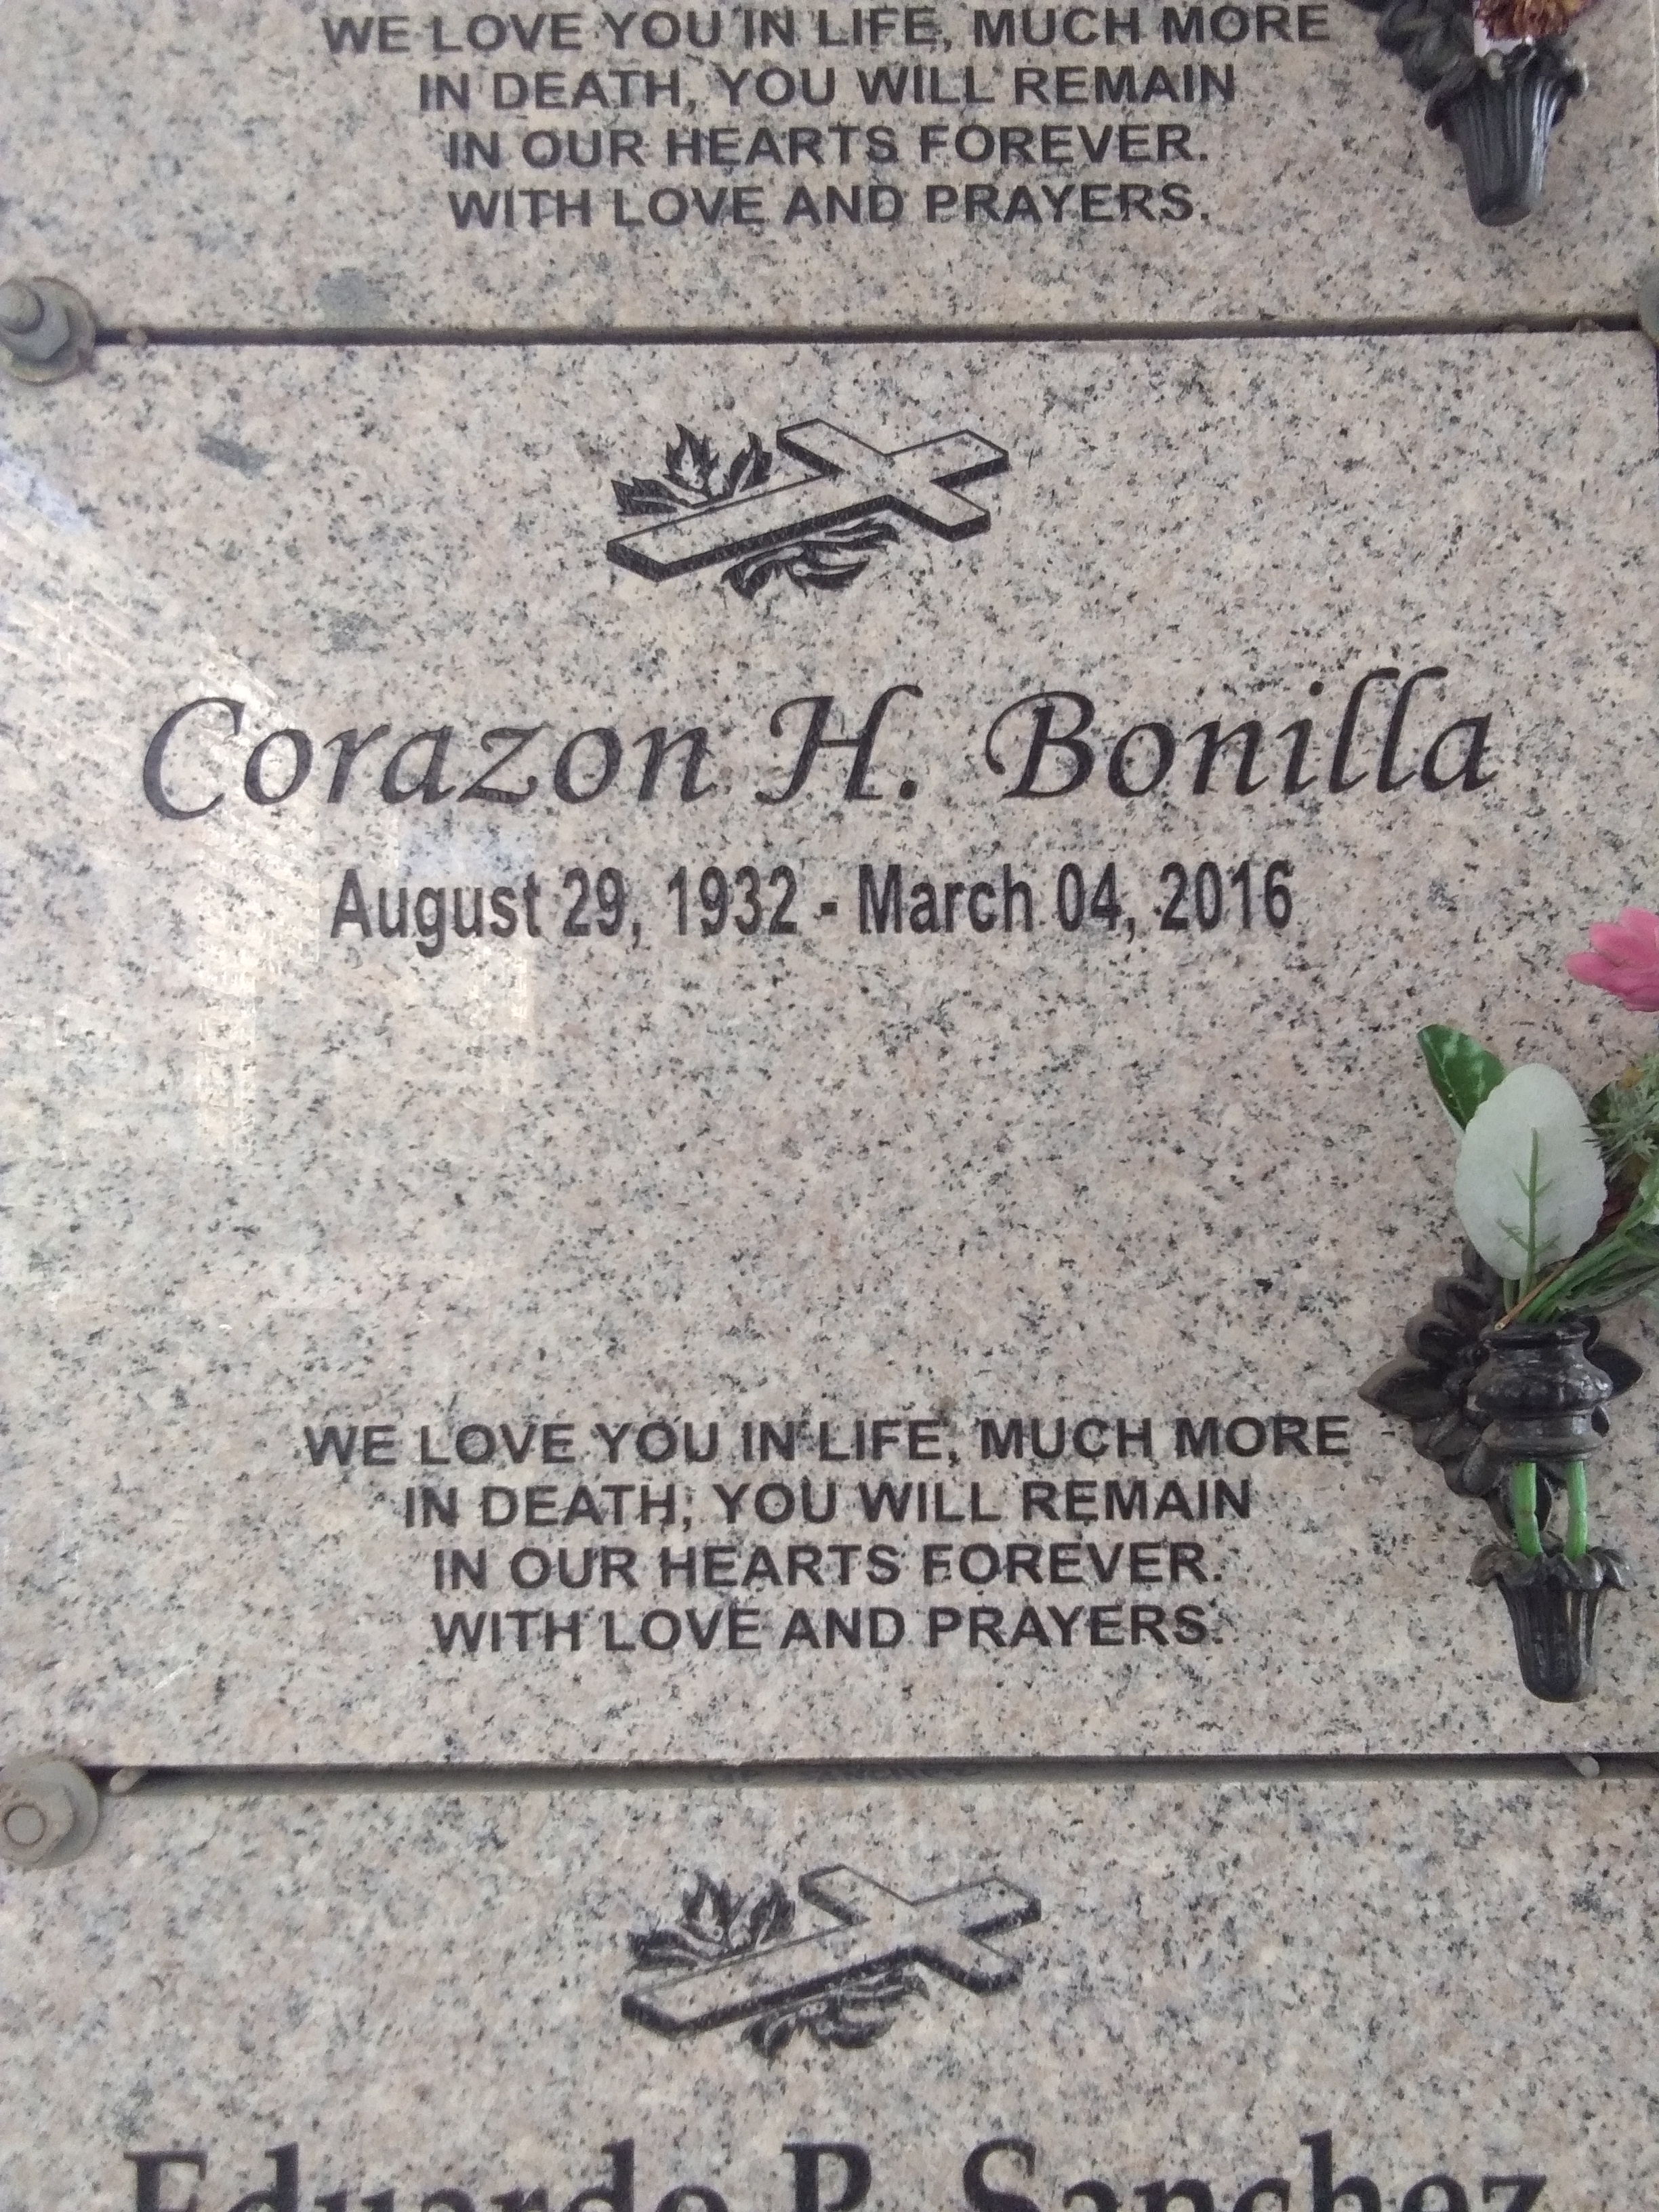 WE LOVE YOU IN LIFE, MUCH MORE
IN DEATH, YOU WILL REMAIN
IN OUR HEARTS FOREVER.
WITH LOVE AND PRAYERS.
Corazon H. Bonilla
August 29, 1932 - March 04, 2016
WE LOVE YOU IN LIFE, MUCH MORE
IN DEATH, YOU WILL REMAIN
IN OUR HEARTS FOREVER.
WITH LOVE AND PRAYERS.
Eduardo P. Sanchez